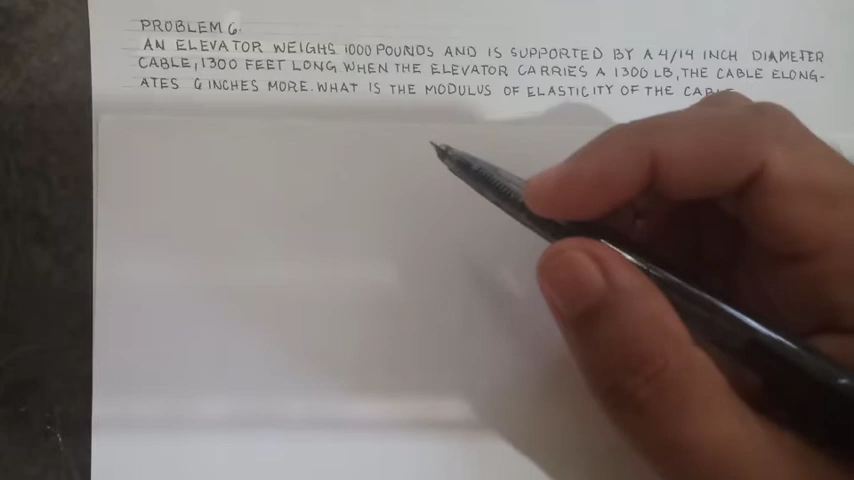 PROBLEM 6.
AN ELEVATOR WEIGHS 1000 POUNDS AND IS SUPPORTED BY A 4/14 INCH DIAMETER
CABLE, 1300 FEET LONG. WHEN THE ELEVATOR CARRIES A 1300 LB, THE CABLE ELONG-
ATES 6 INCHES MORE. WHAT IS THE MODULUS OF ELASTICITY OF THE